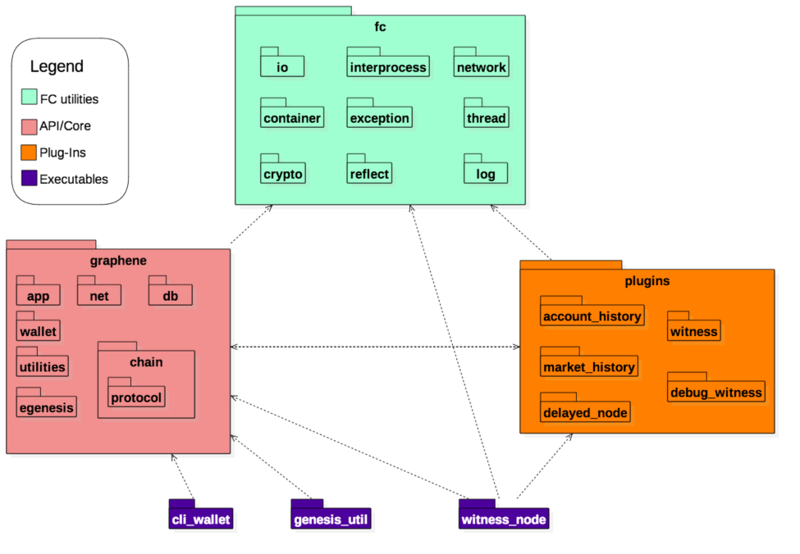 Legend
FC utilities
API/Core
Plug-Ins
Executables
fc
io
interprocess
network
container
exception
thread
crypto
reflect
log
graphene
app
net
db
wallet
utilities
chain
protocol
egenesis
plugins
account_history
witness
market_history
debug_witness
delayed_node
cli_wallet
genesis_util
witness_node